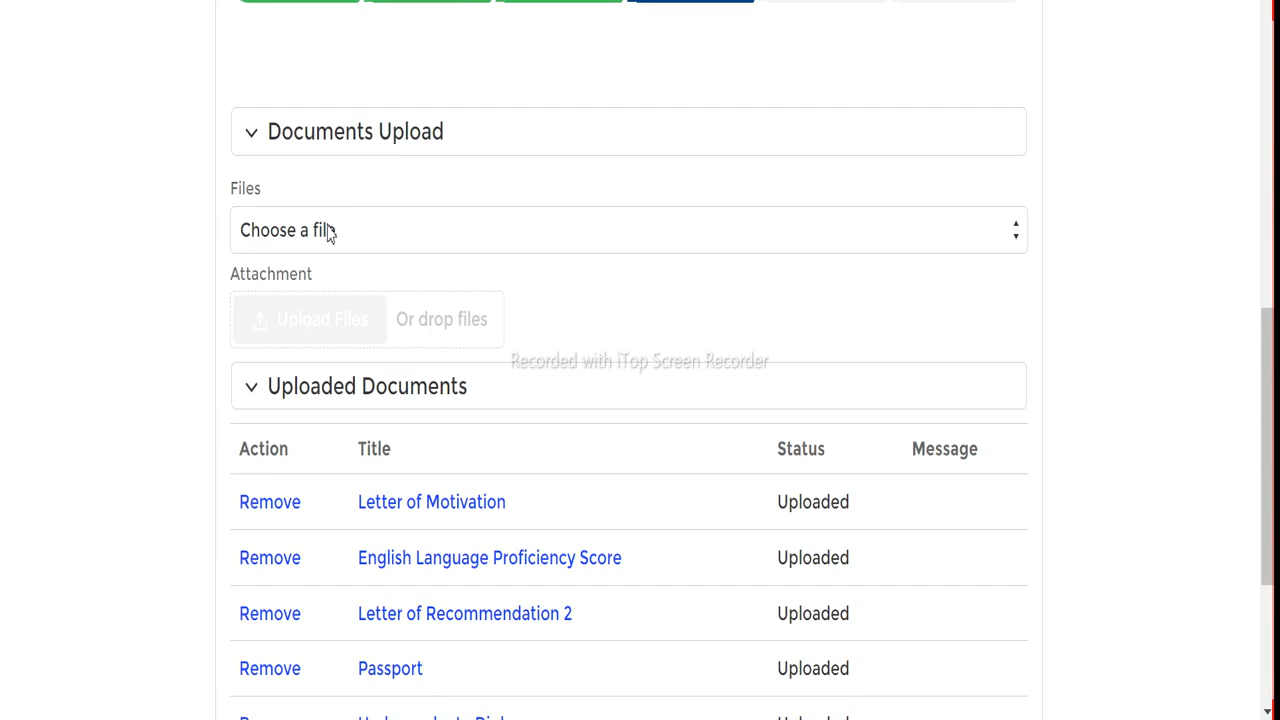 Documents Upload
Files
Choose a file
Attachment
Upload Files Or drop files
Recorded with iTop Screen Recorder
Uploaded Documents
Action Title Status Message
Remove Letter of Motivation Uploaded
Remove English Language Proficiency Score Uploaded
Remove Letter of Recommendation 2 Uploaded
Remove Passport Uploaded